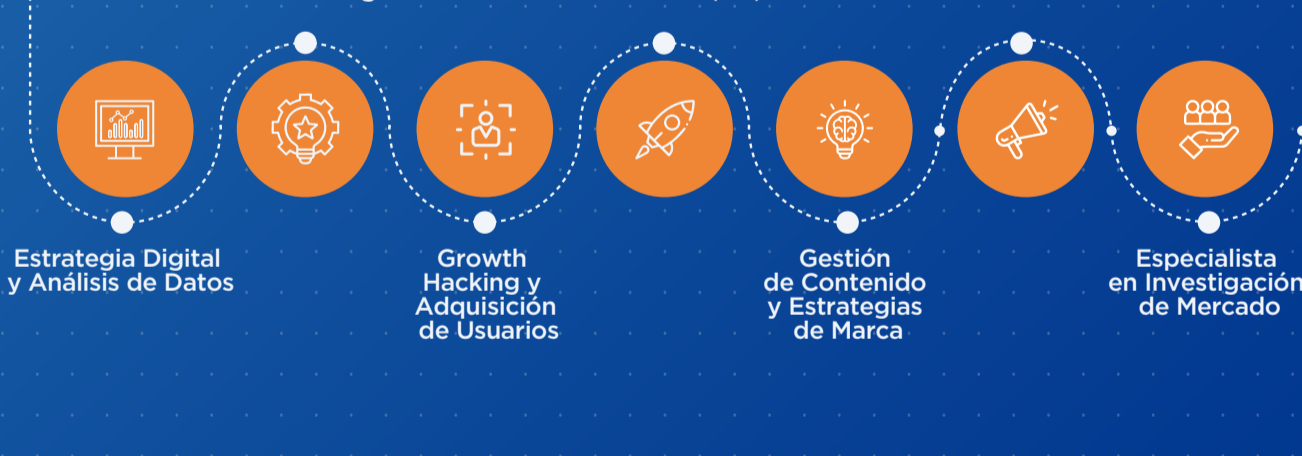 Estrategia Digital
y Análisis de Datos
Growth
Hacking y
Adquisición
de Usuarios
Gestión
de Contenido
y Estrategias
de Marca
Especialista
en Investigación
de Mercado